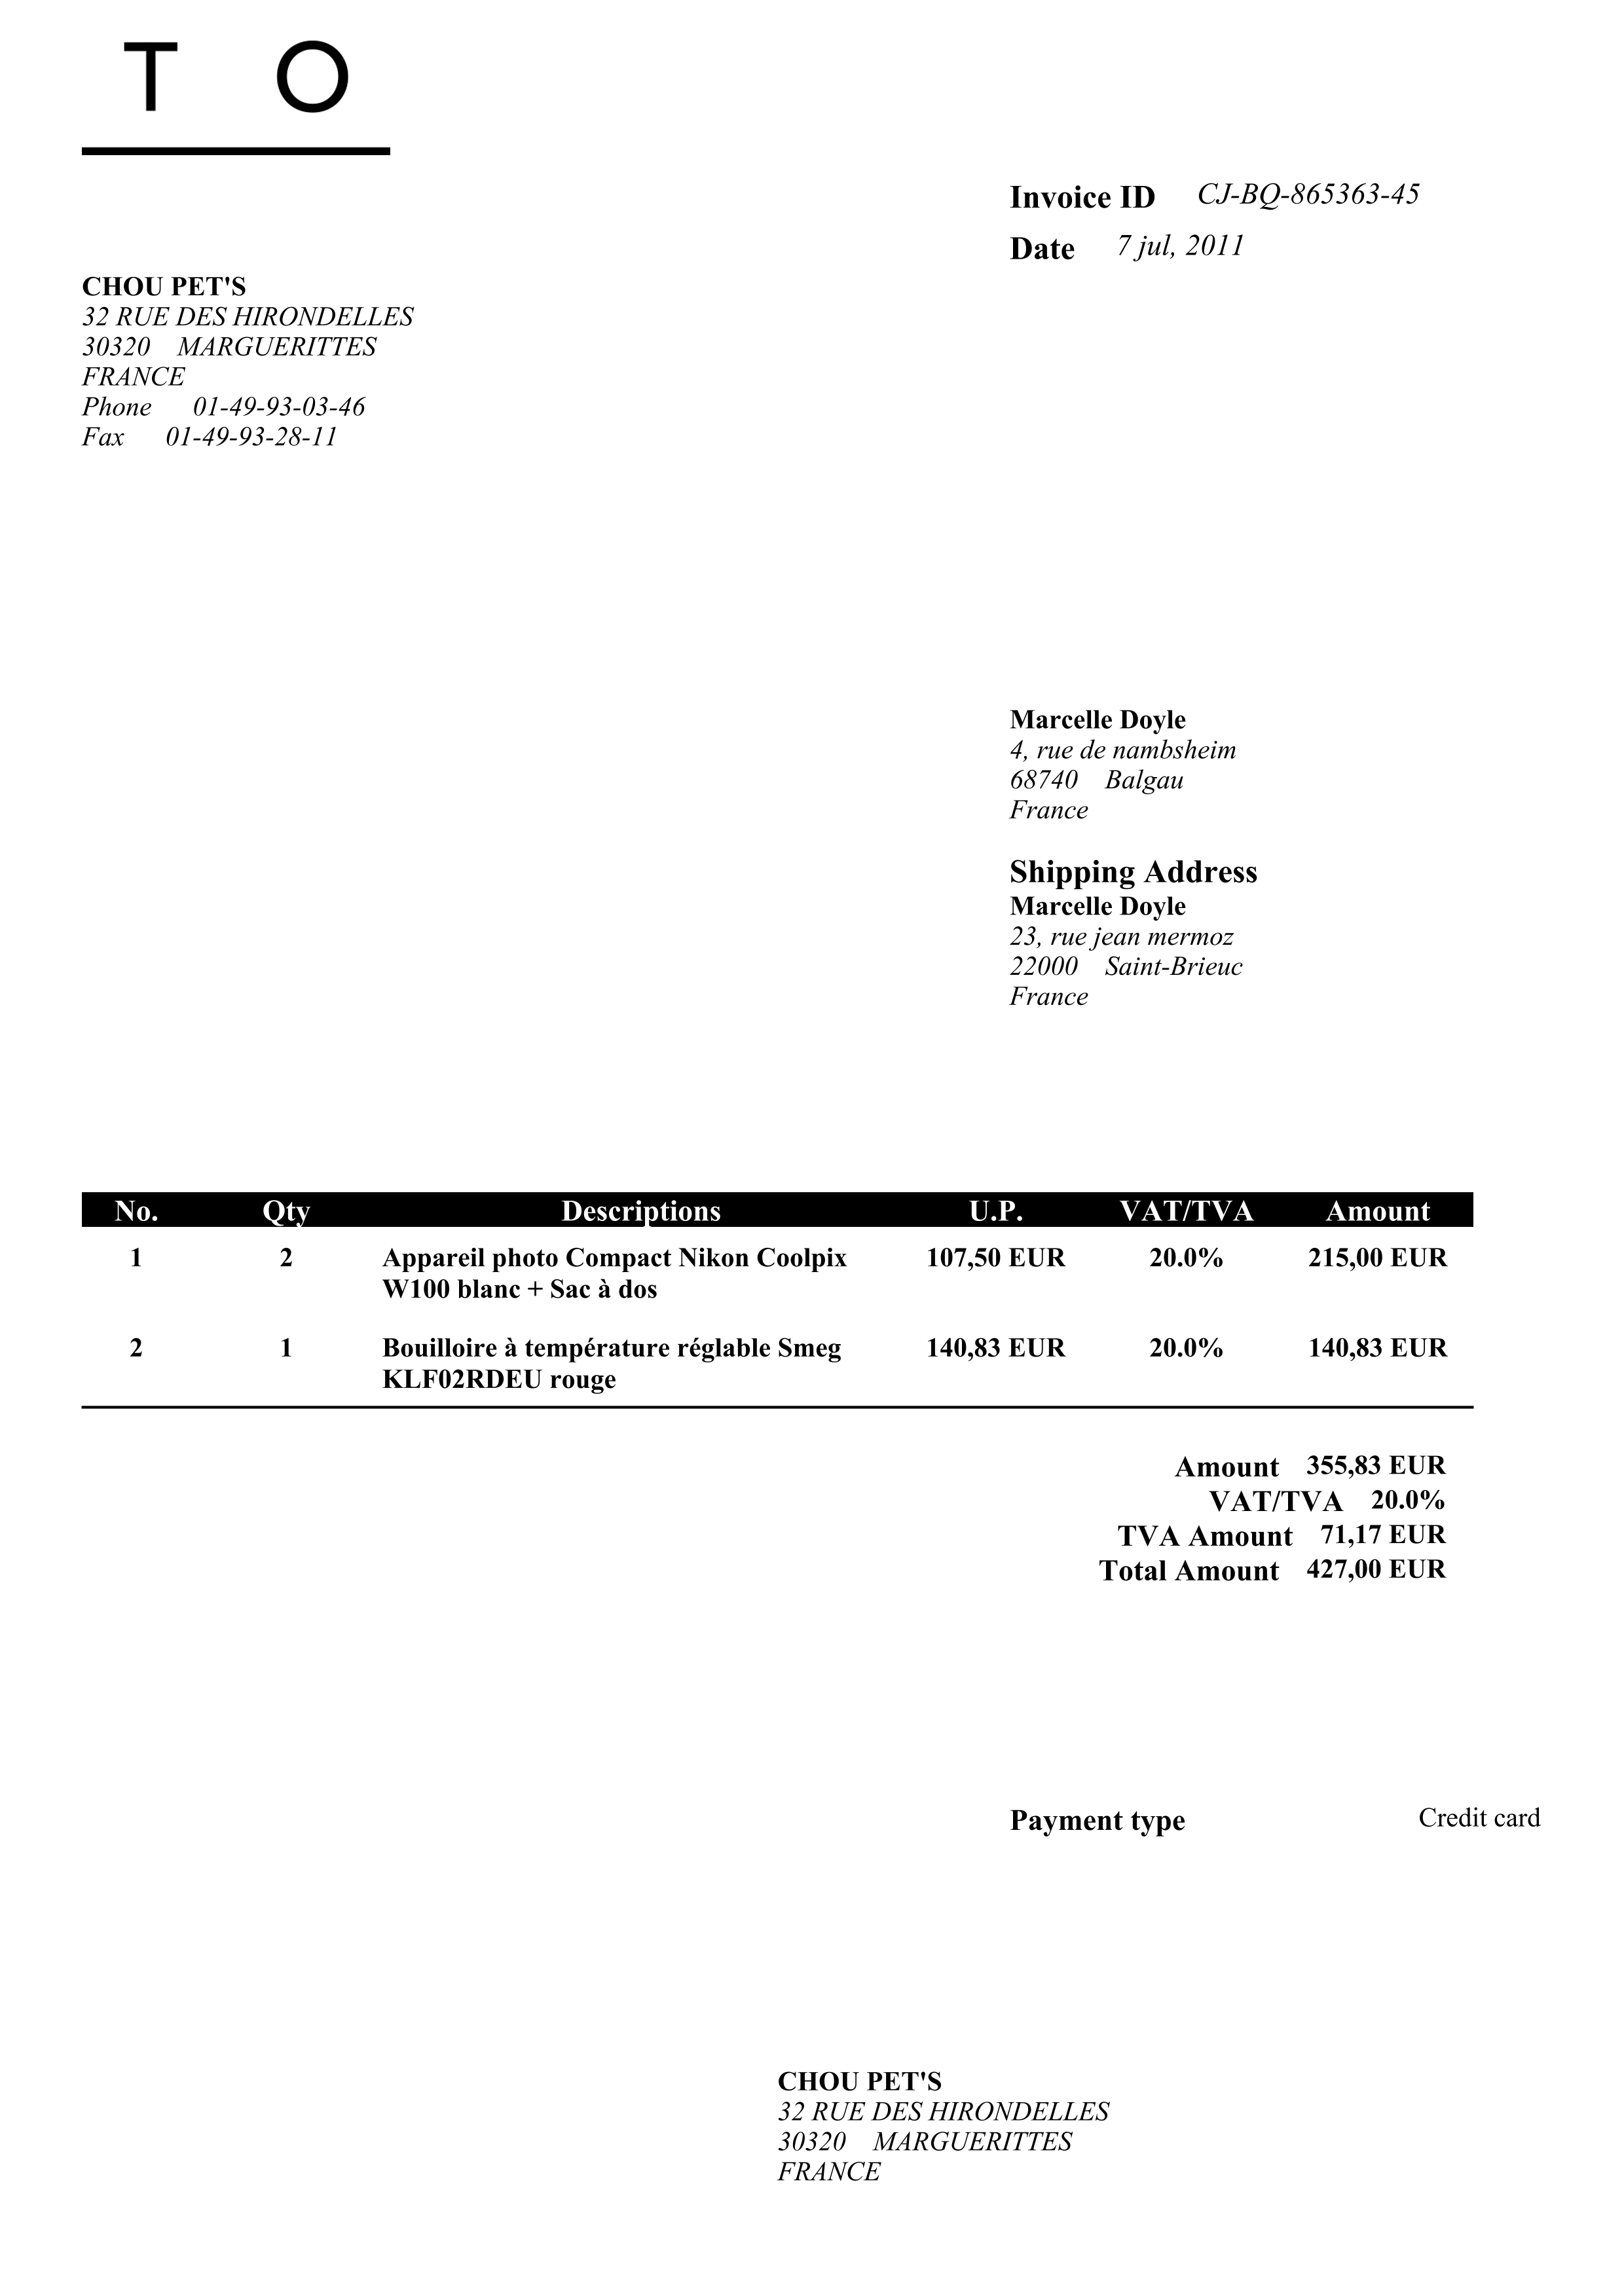 T O
Invoice ID CJ-BQ-865363-45
Date 7 jul, 2011
CHOU PET'S
32 RUE DES HIRONDELLES
30320 MARGUERITTES
FRANCE
Phone 01-49-93-03-46
Fax 01-49-93-28-11
Marcelle Doyle
4, rue de nambsheim
68740 Balgau
France
Shipping Address
Marcelle Doyle
23, rue jean mermoz
22000 Saint-Brieuc
France
No. Qty Descriptions U.P. VAT/TVA Amount
1 2 Appareil photo Compact Nikon Coolpix 107,50 EUR 20.0% 215,00 EUR
W100 blanc + Sac à dos
2 1 Bouilloire à température réglable Smeg 140,83 EUR 20.0% 140,83 EUR
KLF02RDEU rouge
Amount 355,83 EUR
VAT/TVA 20.0%
TVA Amount 71,17 EUR
Total Amount 427,00 EUR
Payment type Credit card
CHOU PET'S
32 RUE DES HIRONDELLES
30320 MARGUERITTES
FRANCE